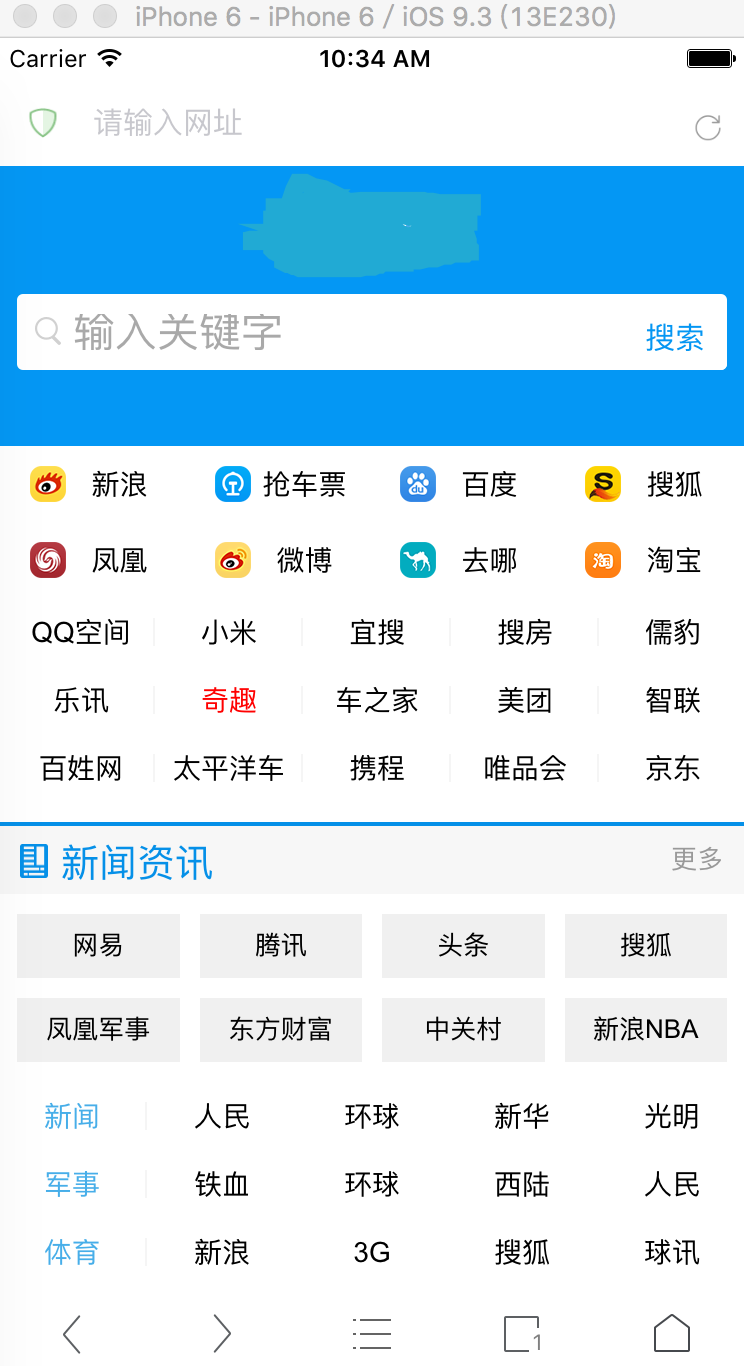 iPhone 6 - iPhone 6 / iOS 9.3 (13E230)
Carrier 10:34 AM
请输入网址
输入关键字 搜索
新浪 抢车票 百度 搜狐
凤凰 微博 去哪 淘宝
QQ空间 小米 宜搜 搜房 儒豹
乐讯 奇趣 车之家 美团 智联
百姓网 太平洋车 携程 唯品会 京东
新闻资讯 更多
网易 腾讯 头条 搜狐
凤凰军事 东方财富 中关村 新浪NBA
新闻 人民 环球 新华 光明
军事 铁血 环球 西陆 人民
体育 新浪 3G 搜狐 球讯
1